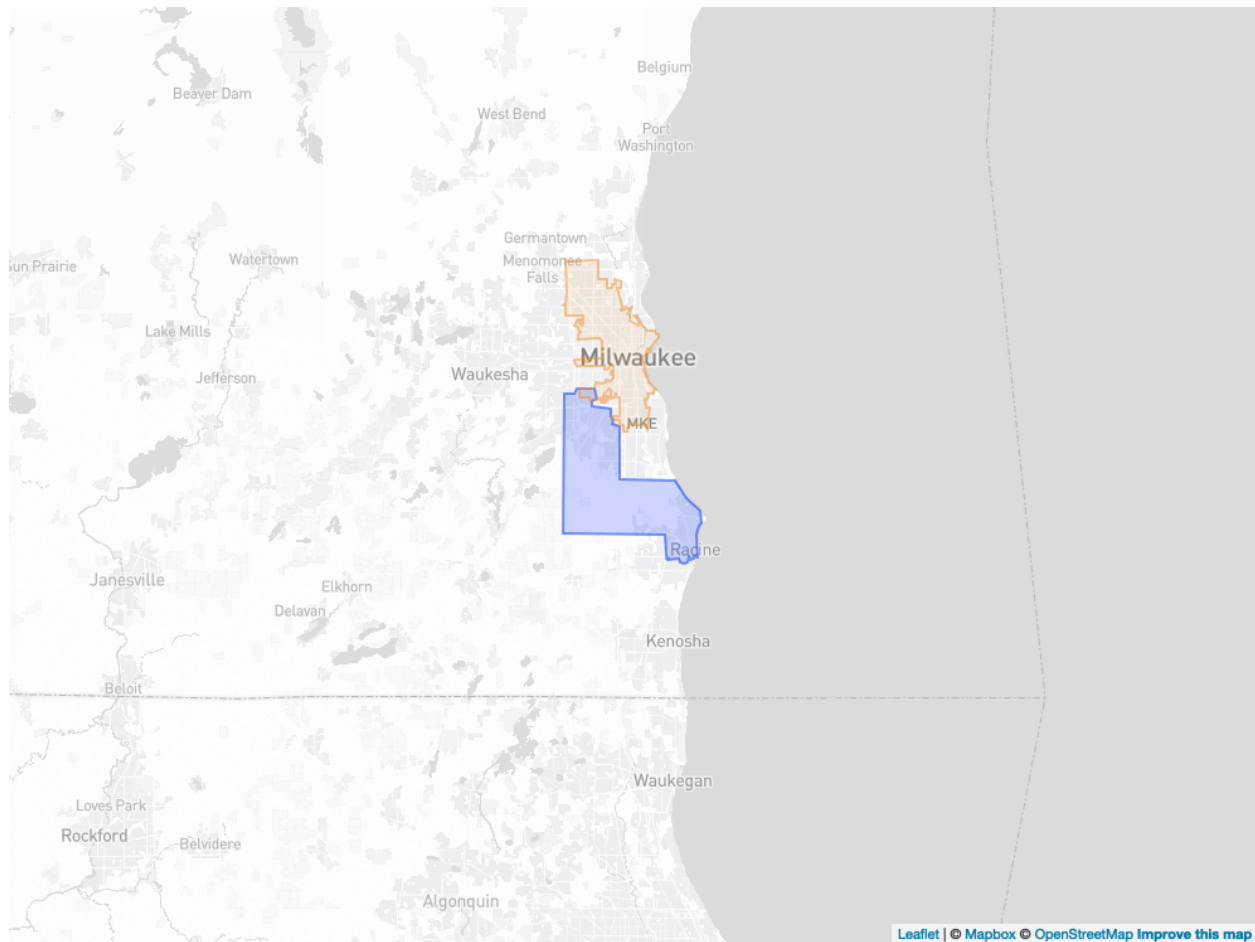 Belgium
Beaver Dam
West Bend
Port
Washington
Germantown
Menomonee
Falls
Sun Prairie
Watertown
Lake Mills
Milwaukee
Jefferson
Waukesha
MKE
Racine
Janesville
Elkhorn
Delavan
Kenosha
Beloit
Waukegan
Loves Park
Rockford
Belvidere
Algonquin
Leaflet | © Mapbox © OpenStreetMap Improve this map